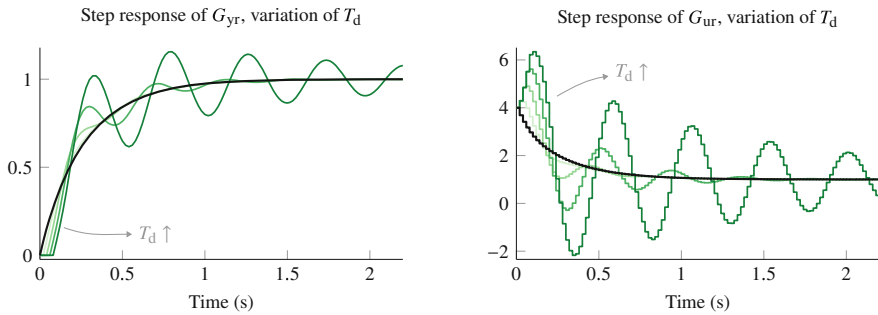 Step response of G_yr, variation of T_d
1
0.5
0
T_d ↑
0 0.5 1 1.5 2
Time (s)
Step response of G_ur, variation of T_d
6
4
2
0
−2
T_d ↑
0 0.5 1 1.5 2
Time (s)